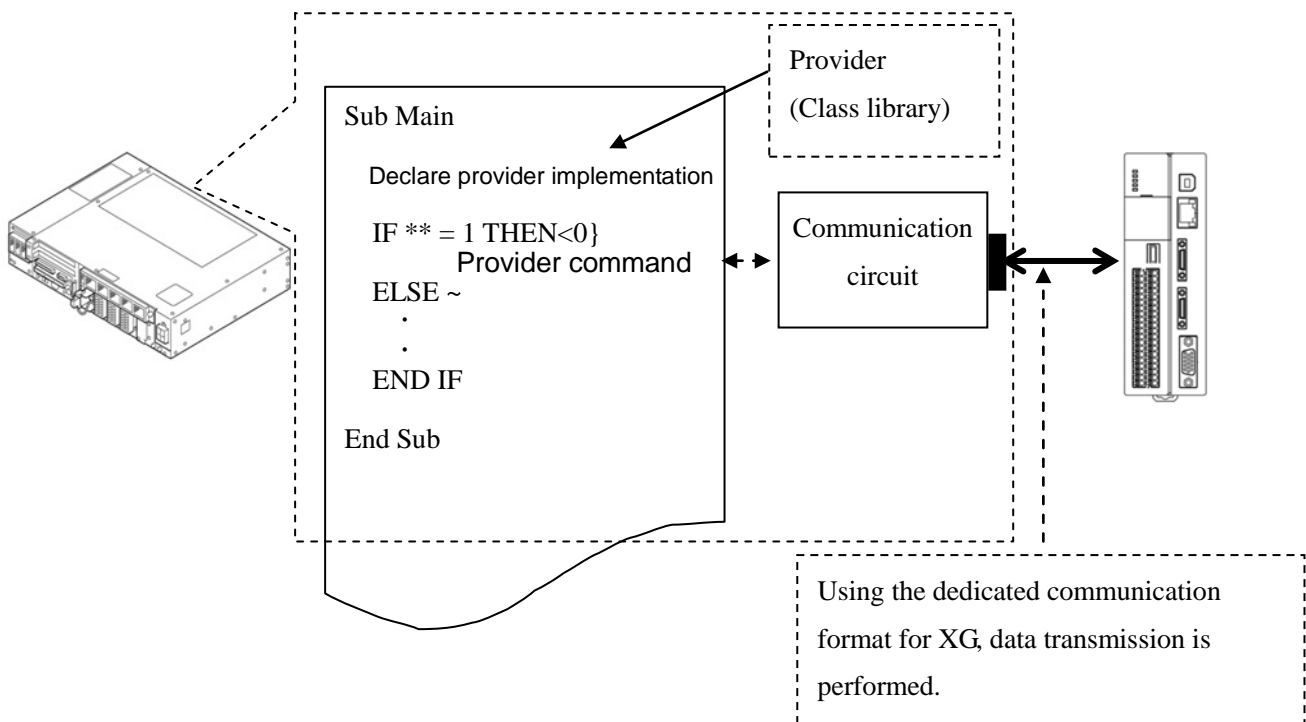 Provider
(Class library)
Sub Main
Declare provider implementation
IF ** = 1 THEN<0}
Provider command
ELSE ~
.
.
END IF
End Sub
Communication
circuit
Using the dedicated communication
format for XG, data transmission is
performed.